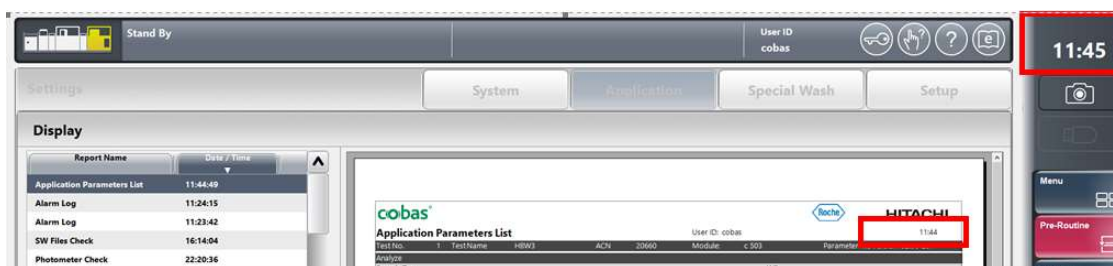 Stand By
User ID
cobas
11:45
Settings
System
Application
Special Wash
Setup
Display
Report Name
Date / Time
Application Parameters List 11:44:49
Alarm Log 11:24:15
Alarm Log 11:23:42
SW Files Check 16:14:04
Photometer Check 22:20:36
cobas
Roche
HITACHI
Application Parameters List User ID: cobas 11:44
Test No. 1 TestName HBW3 ACN 20660 Module c 503 Parameter
Analyze
Menu
Pre-Routine